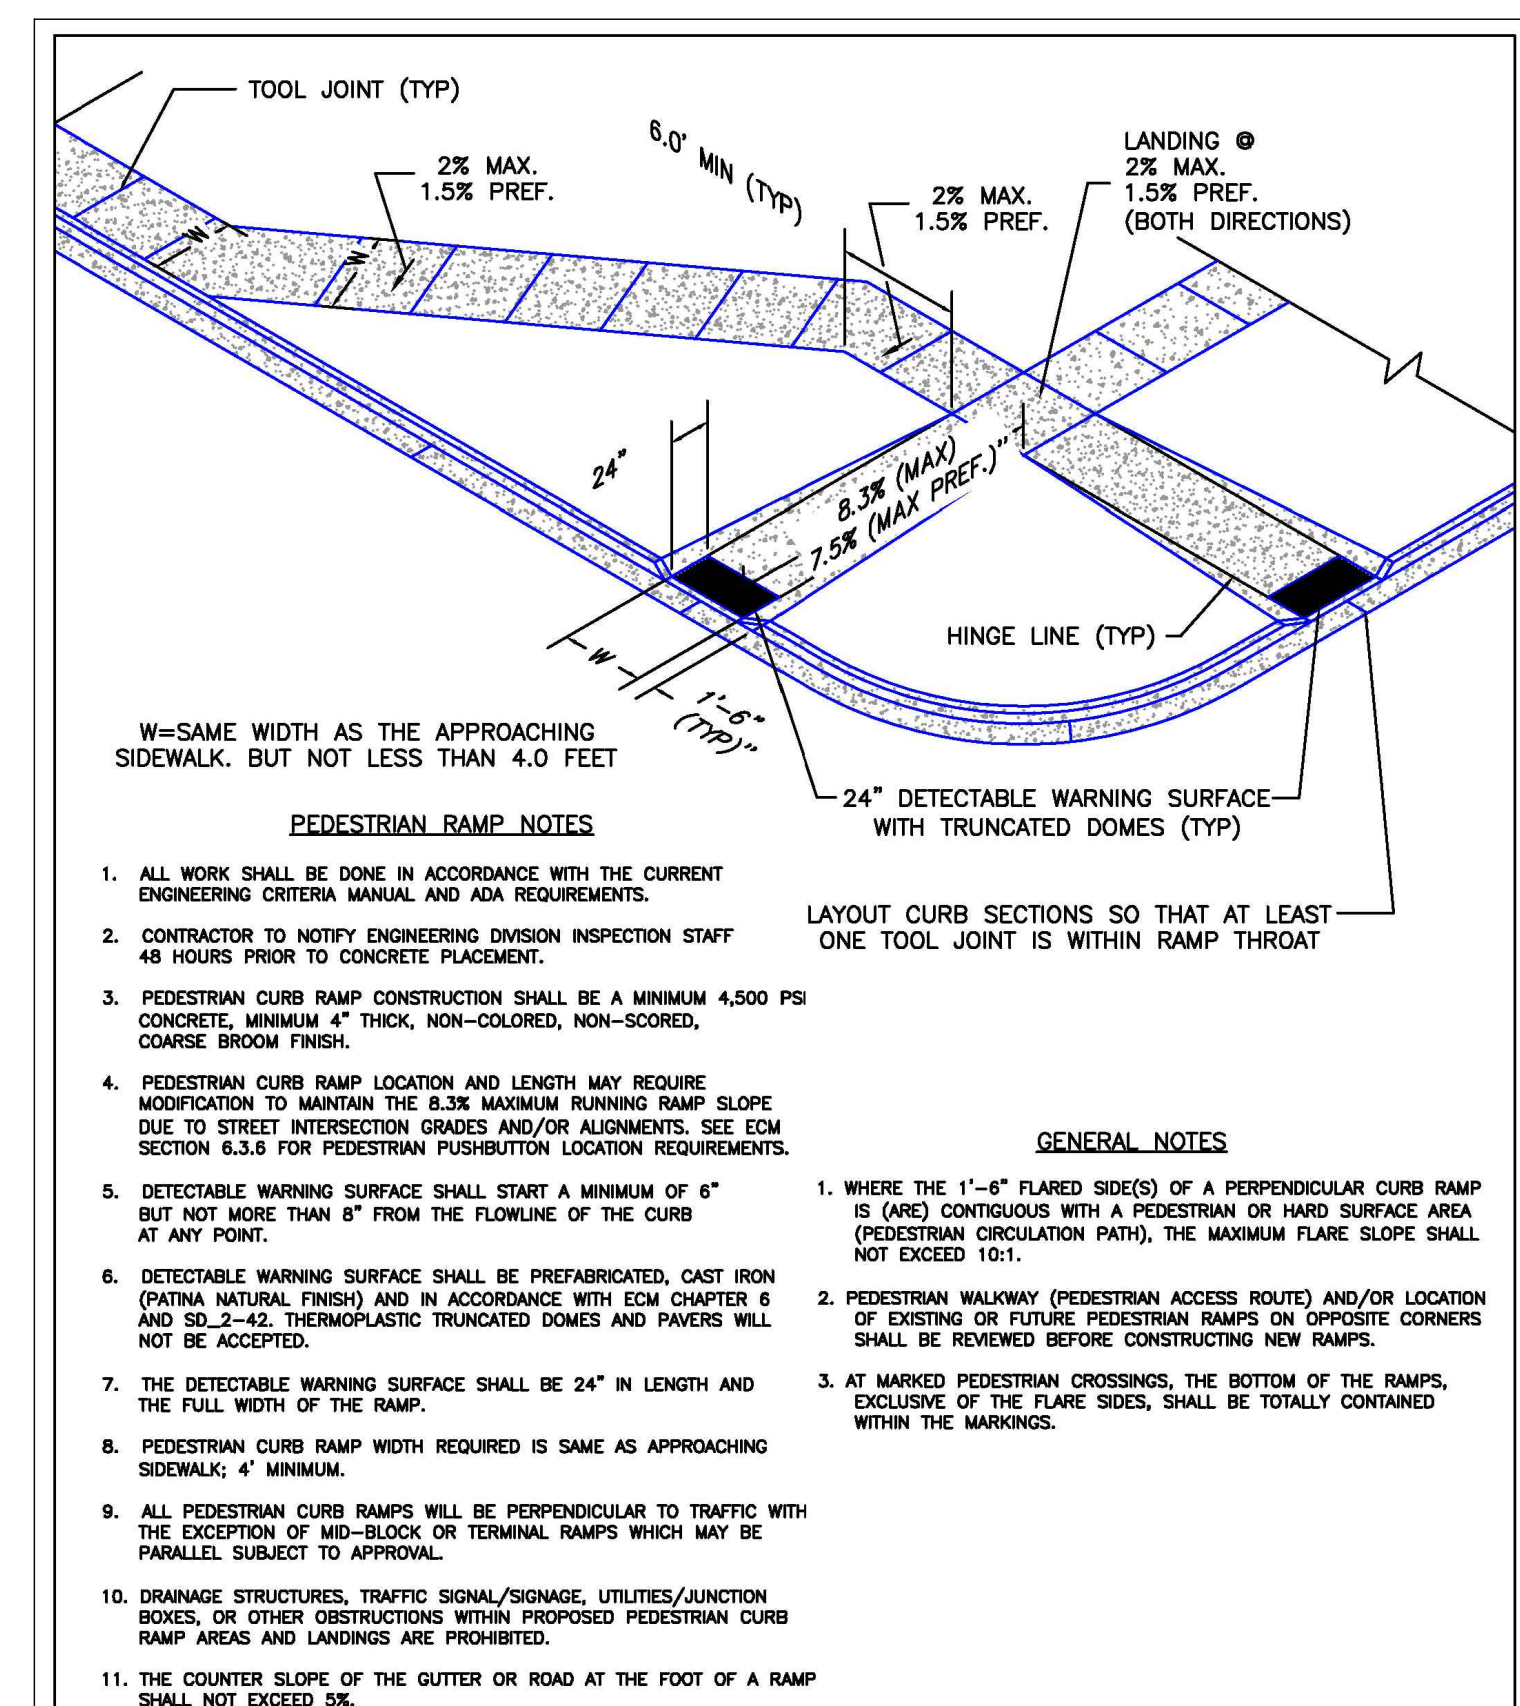 TOOL JOINT (TYP)
2% MAX.
1.5% PREF.
6.0' MIN (TYP)
2% MAX.
1.5% PREF.
LANDING @
2% MAX.
1.5% PREF.
(BOTH DIRECTIONS)
W
W
24"
8.3% (MAX)
7.5% (MAX PREF.)"
HINGE LINE (TYP)
W
1'-6"
(TYP)"
W=SAME WIDTH AS THE APPROACHING
SIDEWALK. BUT NOT LESS THAN 4.0 FEET
24" DETECTABLE WARNING SURFACE
WITH TRUNCATED DOMES (TYP)
LAYOUT CURB SECTIONS SO THAT AT LEAST
ONE TOOL JOINT IS WITHIN RAMP THROAT
PEDESTRIAN RAMP NOTES
1. ALL WORK SHALL BE DONE IN ACCORDANCE WITH THE CURRENT
ENGINEERING CRITERIA MANUAL AND ADA REQUIREMENTS.
2. CONTRACTOR TO NOTIFY ENGINEERING DIVISION INSPECTION STAFF
48 HOURS PRIOR TO CONCRETE PLACEMENT.
3. PEDESTRIAN CURB RAMP CONSTRUCTION SHALL BE A MINIMUM 4,500 PSI
CONCRETE, MINIMUM 4" THICK, NON-COLORED, NON-SCORED,
COARSE BROOM FINISH.
4. PEDESTRIAN CURB RAMP LOCATION AND LENGTH MAY REQUIRE
MODIFICATION TO MAINTAIN THE 8.3% MAXIMUM RUNNING RAMP SLOPE
DUE TO STREET INTERSECTION GRADES AND/OR ALIGNMENTS. SEE ECM
SECTION 6.3.6 FOR PEDESTRIAN PUSHBUTTON LOCATION REQUIREMENTS.
5. DETECTABLE WARNING SURFACE SHALL START A MINIMUM OF 6"
BUT NOT MORE THAN 8" FROM THE FLOWLINE OF THE CURB
AT ANY POINT.
6. DETECTABLE WARNING SURFACE SHALL BE PREFABRICATED, CAST IRON
(PATINA NATURAL FINISH) AND IN ACCORDANCE WITH ECM CHAPTER 6
AND SD_2-42. THERMOPLASTIC TRUNCATED DOMES AND PAVERS WILL
NOT BE ACCEPTED.
7. THE DETECTABLE WARNING SURFACE SHALL BE 24" IN LENGTH AND
THE FULL WIDTH OF THE RAMP.
8. PEDESTRIAN CURB RAMP WIDTH REQUIRED IS SAME AS APPROACHING
SIDEWALK; 4' MINIMUM.
9. ALL PEDESTRIAN CURB RAMPS WILL BE PERPENDICULAR TO TRAFFIC WITH
THE EXCEPTION OF MID-BLOCK OR TERMINAL RAMPS WHICH MAY BE
PARALLEL SUBJECT TO APPROVAL.
10. DRAINAGE STRUCTURES, TRAFFIC SIGNAL/SIGNAGE, UTILITIES/JUNCTION
BOXES, OR OTHER OBSTRUCTIONS WITHIN PROPOSED PEDESTRIAN CURB
RAMP AREAS AND LANDINGS ARE PROHIBITED.
11. THE COUNTER SLOPE OF THE GUTTER OR ROAD AT THE FOOT OF A RAMP
SHALL NOT EXCEED 5%.
GENERAL NOTES
1. WHERE THE 1'-6" FLARED SIDE(S) OF A PERPENDICULAR CURB RAMP
IS (ARE) CONTIGUOUS WITH A PEDESTRIAN OR HARD SURFACE AREA
(PEDESTRIAN CIRCULATION PATH), THE MAXIMUM FLARE SLOPE SHALL
NOT EXCEED 10:1.
2. PEDESTRIAN WALKWAY (PEDESTRIAN ACCESS ROUTE) AND/OR LOCATION
OF EXISTING OR FUTURE PEDESTRIAN RAMPS ON OPPOSITE CORNERS
SHALL BE REVIEWED BEFORE CONSTRUCTING NEW RAMPS.
3. AT MARKED PEDESTRIAN CROSSINGS, THE BOTTOM OF THE RAMPS,
EXCLUSIVE OF THE FLARE SIDES, SHALL BE TOTALLY CONTAINED
WITHIN THE MARKINGS.